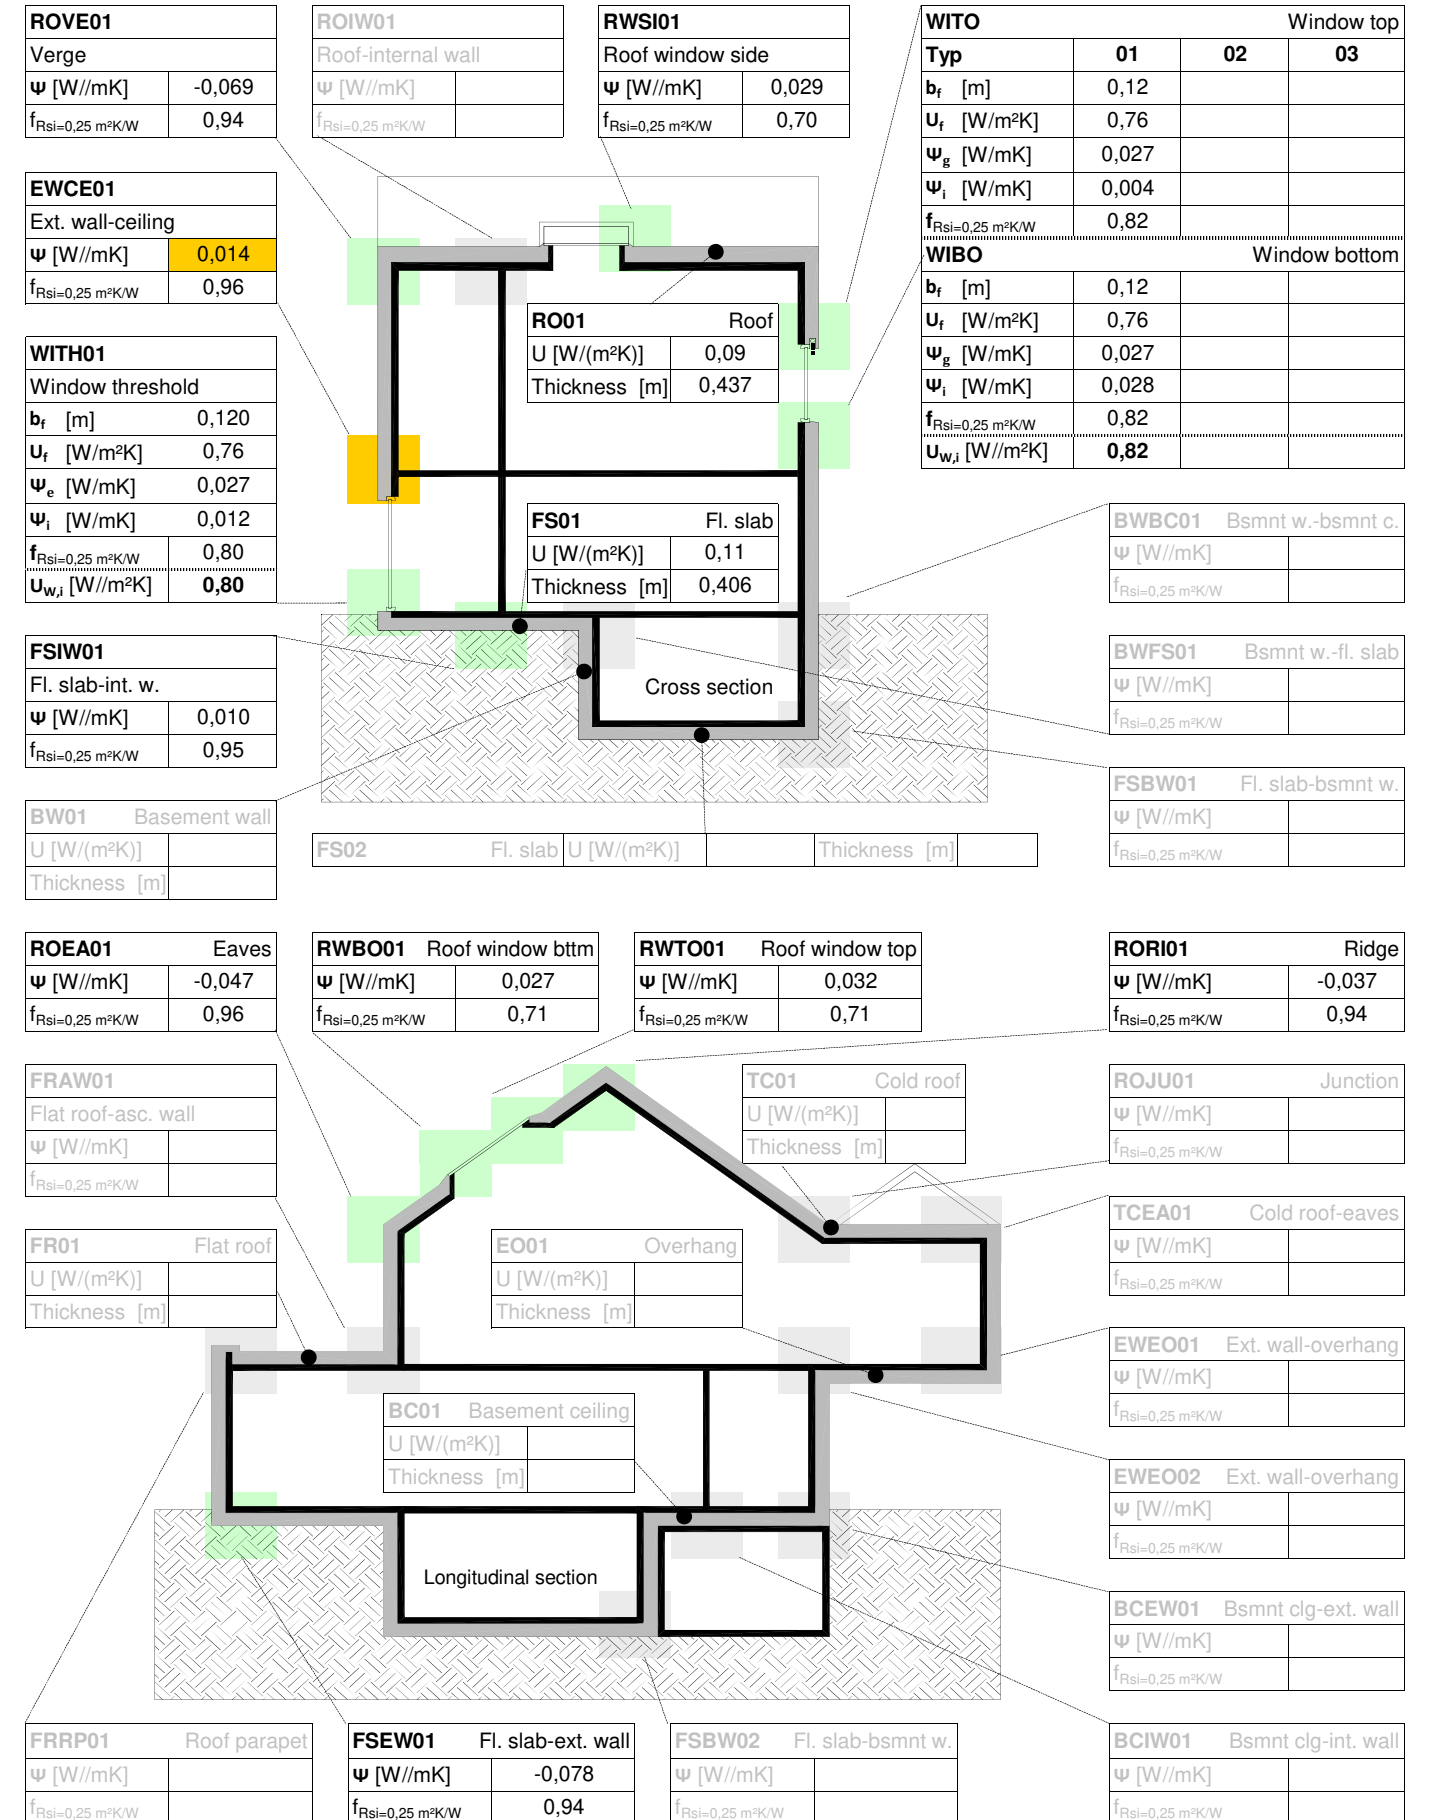 ROVE01
Verge
Ψ [W//mK] -0,069
fRsi=0,25 m²K/W 0,94
ROIW01
Roof-internal wall
Ψ [W//mK]
fRsi=0,25 m²K/W
RWSI01
Roof window side
Ψ [W//mK] 0,029
fRsi=0,25 m²K/W 0,70
WITO Window top
Typ 01 02 03
bf [m] 0,12
Uf [W/m²K] 0,76
Ψg [W/mK] 0,027
Ψi [W/mK] 0,004
fRsi=0,25 m²K/W 0,82
WIBO Window bottom
bf [m] 0,12
Uf [W/m²K] 0,76
Ψg [W/mK] 0,027
Ψi [W/mK] 0,028
fRsi=0,25 m²K/W 0,82
UW,i [W//m²K] 0,82
EWCE01
Ext. wall-ceiling
Ψ [W//mK] 0,014
fRsi=0,25 m²K/W 0,96
RO01 Roof
U [W/(m²K)] 0,09
Thickness [m] 0,437
WITH01
Window threshold
bf [m] 0,120
Uf [W/m²K] 0,76
Ψe [W/mK] 0,027
Ψi [W/mK] 0,012
fRsi=0,25 m²K/W 0,80
UW,i [W//m²K] 0,80
FS01 Fl. slab
U [W/(m²K)] 0,11
Thickness [m] 0,406
BWBC01 Bsmnt w.-bsmnt c.
Ψ [W//mK]
fRsi=0,25 m²K/W
FSIW01
Fl. slab-int. w.
Ψ [W//mK] 0,010
fRsi=0,25 m²K/W 0,95
Cross section
BWFS01 Bsmnt w.-fl. slab
Ψ [W//mK]
fRsi=0,25 m²K/W
FSBW01 Fl. slab-bsmnt w.
Ψ [W//mK]
fRsi=0,25 m²K/W
BW01 Basement wall
U [W/(m²K)]
Thickness [m]
FS02 Fl. slab U [W/(m²K)] Thickness [m]
ROEA01 Eaves
Ψ [W//mK] -0,047
fRsi=0,25 m²K/W 0,96
RWBO01 Roof window bttm
Ψ [W//mK] 0,027
fRsi=0,25 m²K/W 0,71
RWTO01 Roof window top
Ψ [W//mK] 0,032
fRsi=0,25 m²K/W 0,71
RORI01 Ridge
Ψ [W//mK] -0,037
fRsi=0,25 m²K/W 0,94
FRAW01
Flat roof-asc. wall
Ψ [W//mK]
fRsi=0,25 m²K/W
TC01 Cold roof
U [W/(m²K)]
Thickness [m]
ROJU01 Junction
Ψ [W//mK]
fRsi=0,25 m²K/W
TCEA01 Cold roof-eaves
Ψ [W//mK]
fRsi=0,25 m²K/W
FR01 Flat roof
U [W/(m²K)]
Thickness [m]
EO01 Overhang
U [W/(m²K)]
Thickness [m]
EWEO01 Ext. wall-overhang
Ψ [W//mK]
fRsi=0,25 m²K/W
BC01 Basement ceiling
U [W/(m²K)]
Thickness [m]
EWEO02 Ext. wall-overhang
Ψ [W//mK]
fRsi=0,25 m²K/W
Longitudinal section
BCEW01 Bsmnt clg-ext. wall
Ψ [W//mK]
fRsi=0,25 m²K/W
FRRP01 Roof parapet
Ψ [W//mK]
fRsi=0,25 m²K/W
FSEW01 Fl. slab-ext. wall
Ψ [W//mK] -0,078
fRsi=0,25 m²K/W 0,94
FSBW02 Fl. slab-bsmnt w.
Ψ [W//mK]
fRsi=0,25 m²K/W
BCIW01 Bsmnt clg-int. wall
Ψ [W//mK]
fRsi=0,25 m²K/W